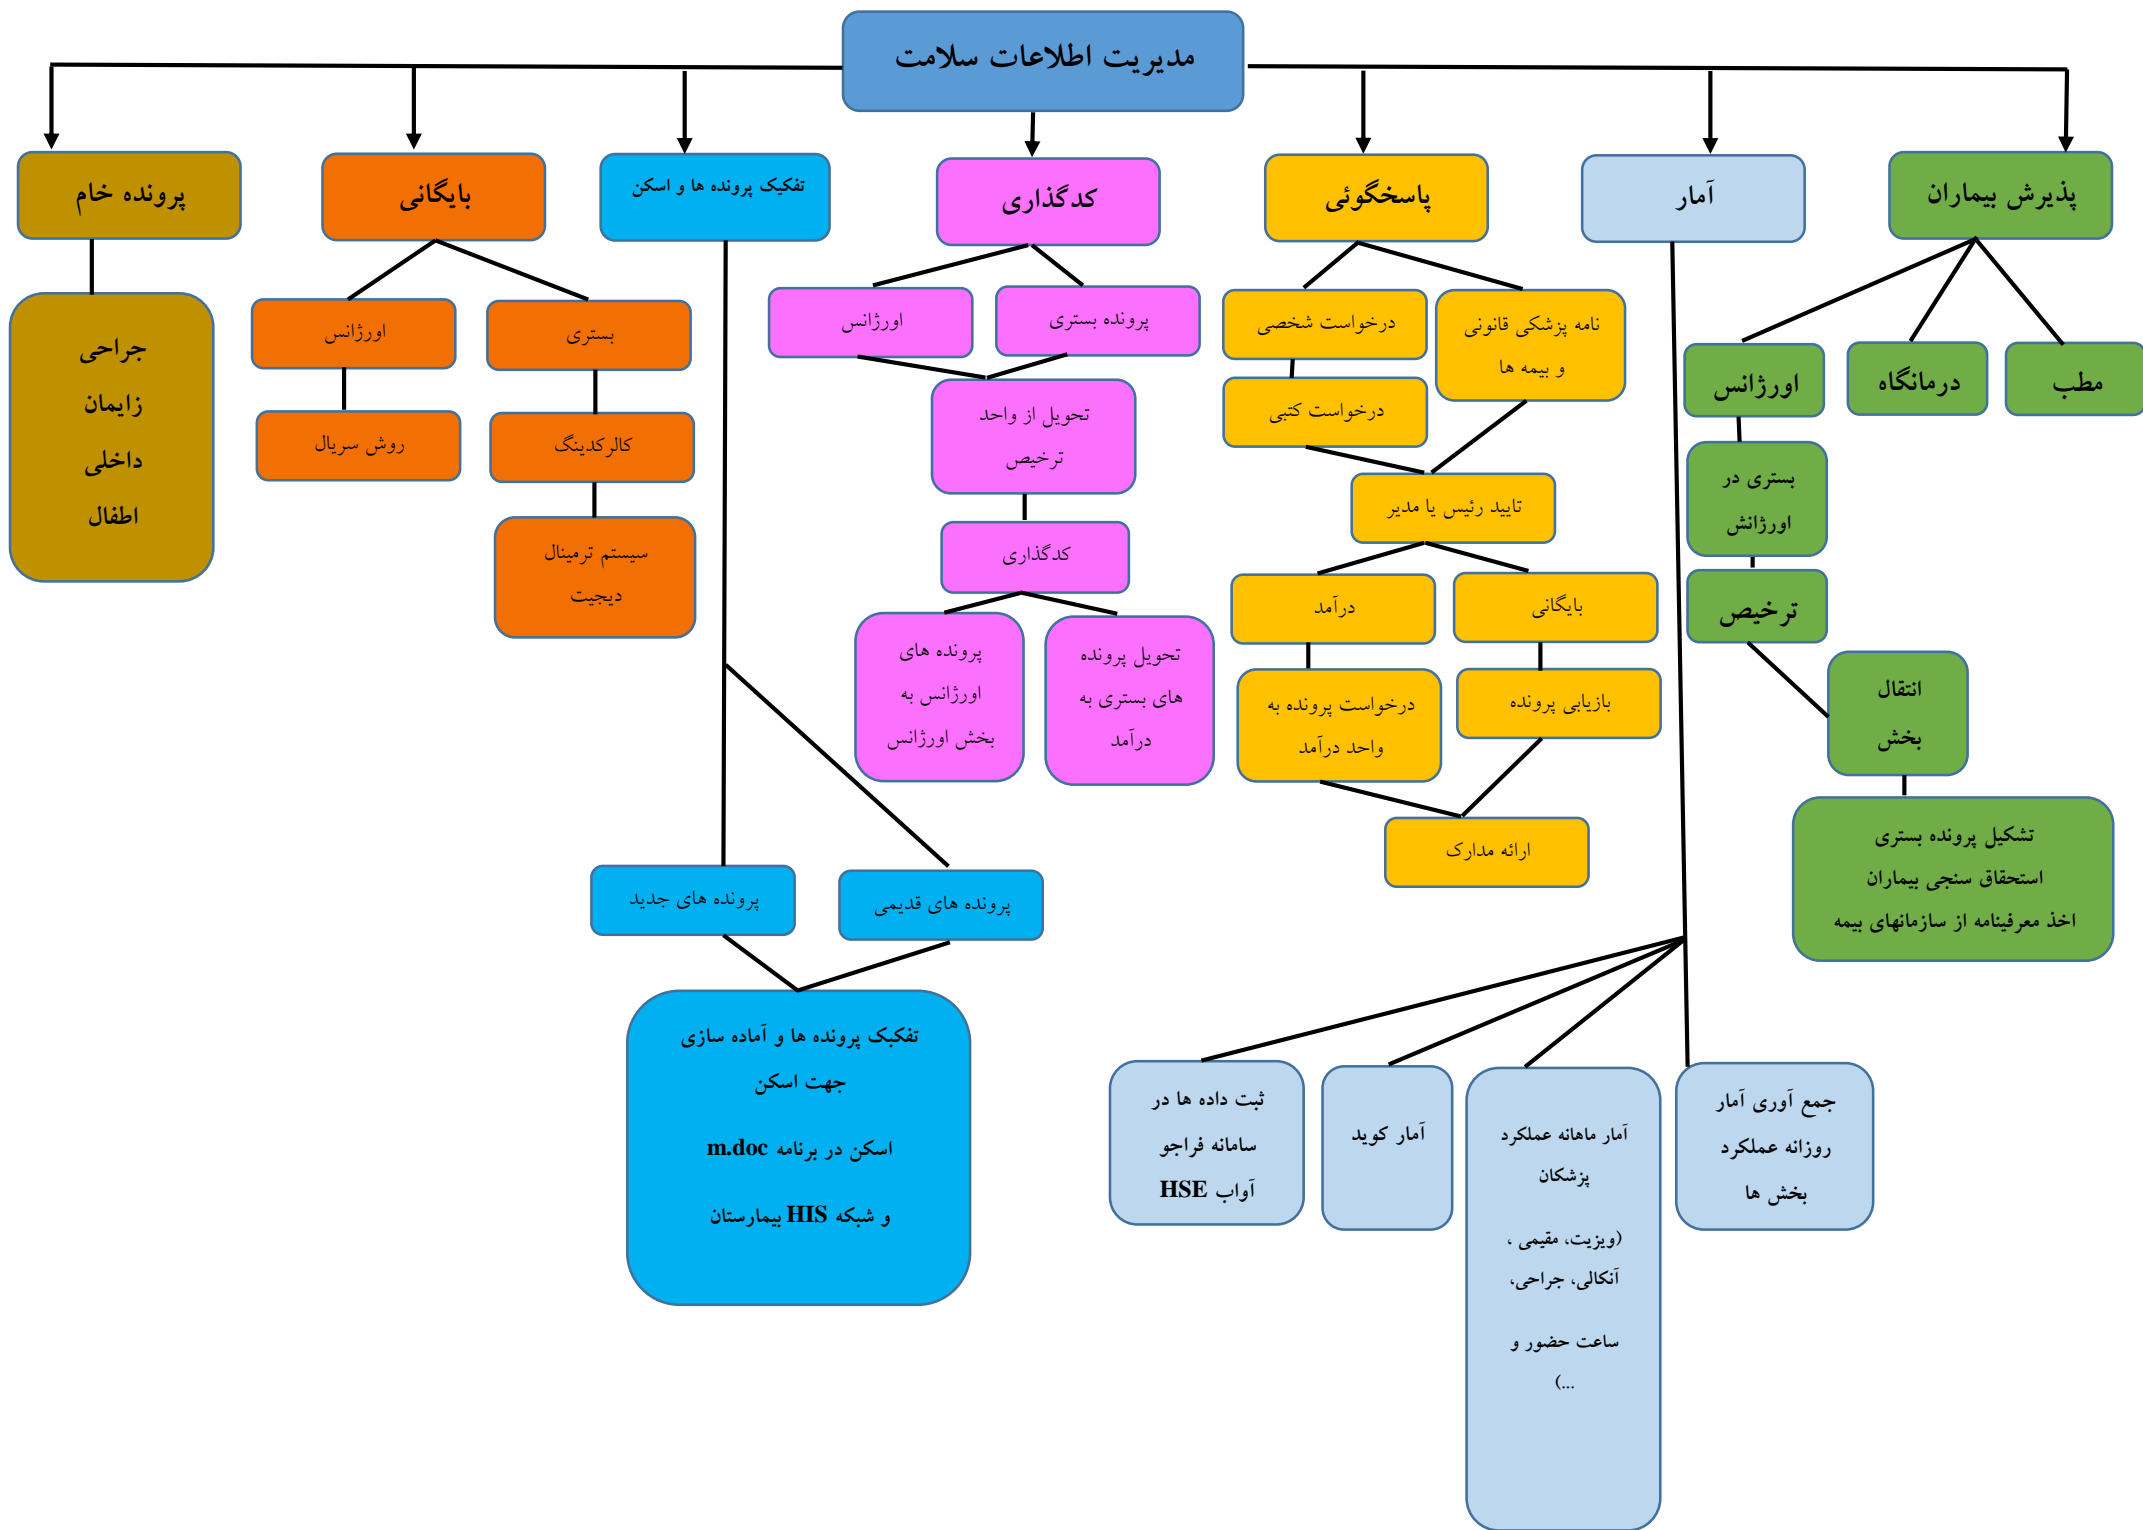 مدیریت اطلاعات سلامت
پذیرش بیماران
آمار
پاسخگوئی
کدگذاری
تفکیک پرونده ها و اسکن
بایگانی
پرونده خام
مطب
درمانگاه
اورژانس
بستری در
اورژانش
ترخیص
انتقال
بخش
تشکیل پرونده بستری
استحقاق سنجی بیماران
اخذ معرفینامه از سازمانهای بیمه
جمع آوری آمار
روزانه عملکرد
بخش ها
آمار ماهانه عملکرد
پزشکان
(ویزیت، مقیمی ،
آنکالی، جراحی،
ساعت حضور و
...)
آمار کوید
ثبت داده ها در
سامانه فراجو
آواب HSE
نامه پزشکی قانونی
و بیمه ها
درخواست شخصی
درخواست کتبی
تایید رئیس یا مدیر
بایگانی
درآمد
بازیابی پرونده
درخواست پرونده به
واحد درآمد
ارائه مدارک
پرونده بستری
اورژانس
تحویل از واحد
ترخیص
کدگذاری
تحویل پرونده
های بستری به
درآمد
پرونده های
اورژانس به
بخش اورژانس
پرونده های قدیمی
پرونده های جدید
تفکبک پرونده ها و آماده سازی
جهت اسکن
اسکن در برنامه m.doc
و شبکه HIS بیمارستان
بستری
اورژانس
کالرکدینگ
روش سریال
سیستم ترمینال
دیجیت
جراحی
زایمان
داخلی
اطفال